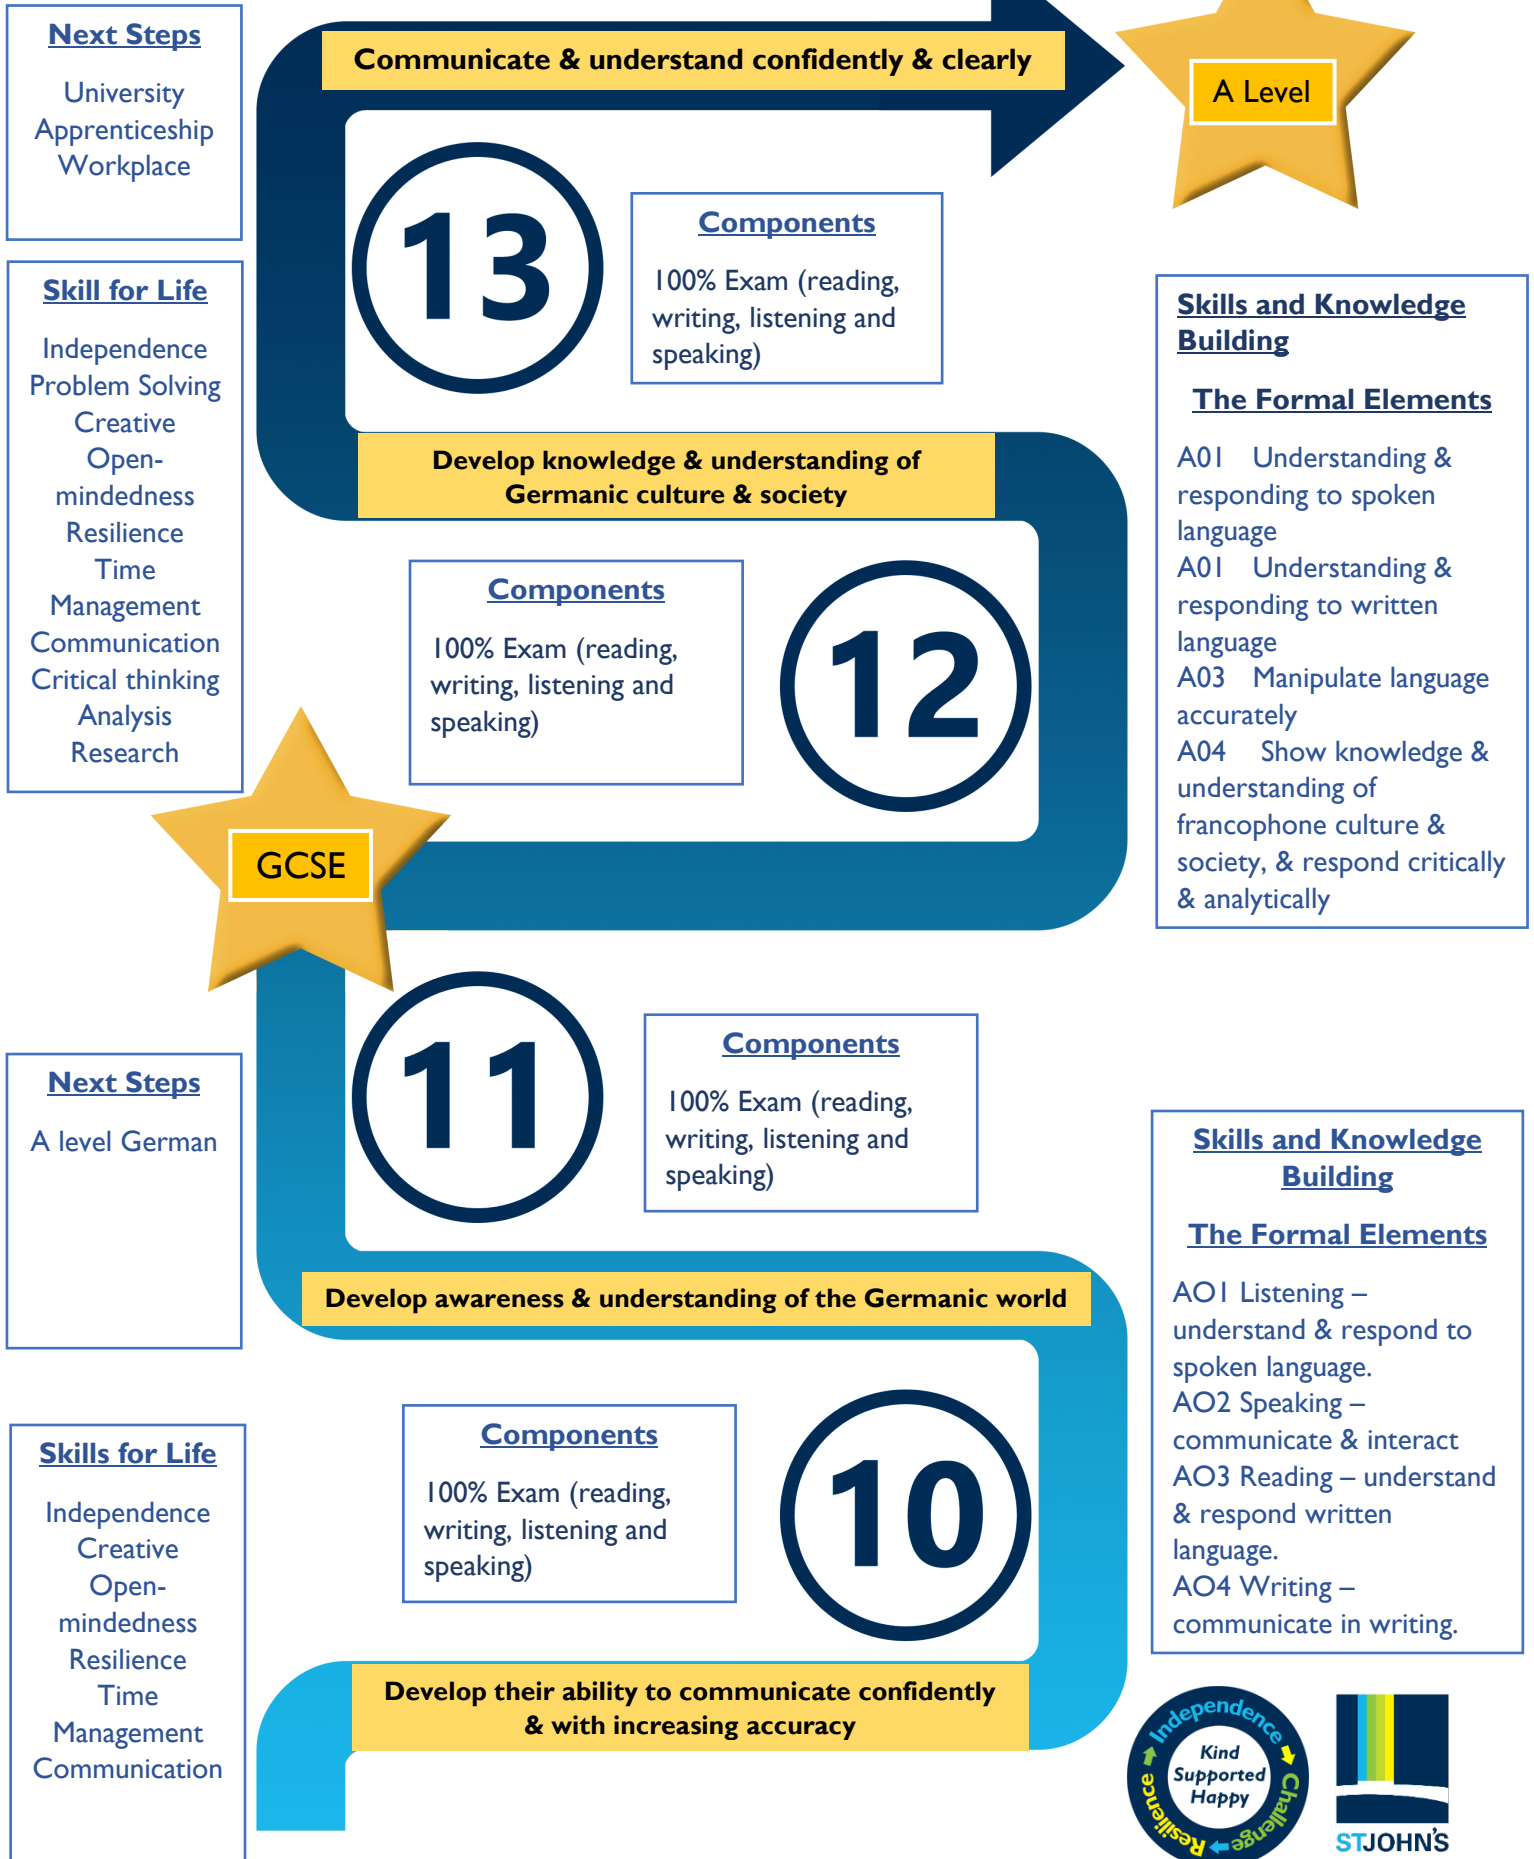 Next Steps
University
Apprenticeship
Workplace
Communicate & understand confidently & clearly
A Level
13
Components
100% Exam (reading,
writing, listening and
speaking)
Skill for Life
Independence
Problem Solving
Creative
Open-
mindedness
Resilience
Time
Management
Communication
Critical thinking
Analysis
Research
Skills and Knowledge
Building
The Formal Elements
A01 Understanding &
responding to spoken
language
A01 Understanding &
responding to written
language
A03 Manipulate language
accurately
A04 Show knowledge &
understanding of
francophone culture &
society, & respond critically
& analytically
Develop knowledge & understanding of
Germanic culture & society
Components
100% Exam (reading,
writing, listening and
speaking)
12
GCSE
11
Components
100% Exam (reading,
writing, listening and
speaking)
Next Steps
A level German
Skills and Knowledge
Building
The Formal Elements
AO1 Listening –
understand & respond to
spoken language.
AO2 Speaking –
communicate & interact
AO3 Reading – understand
& respond written
language.
AO4 Writing –
communicate in writing.
Develop awareness & understanding of the Germanic world
Components
100% Exam (reading,
writing, listening and
speaking)
10
Skills for Life
Independence
Creative
Open-
mindedness
Resilience
Time
Management
Communication
Develop their ability to communicate confidently
& with increasing accuracy
Independence
Challenge
Resilience
Kind
Supported
Happy
STJOHN'S